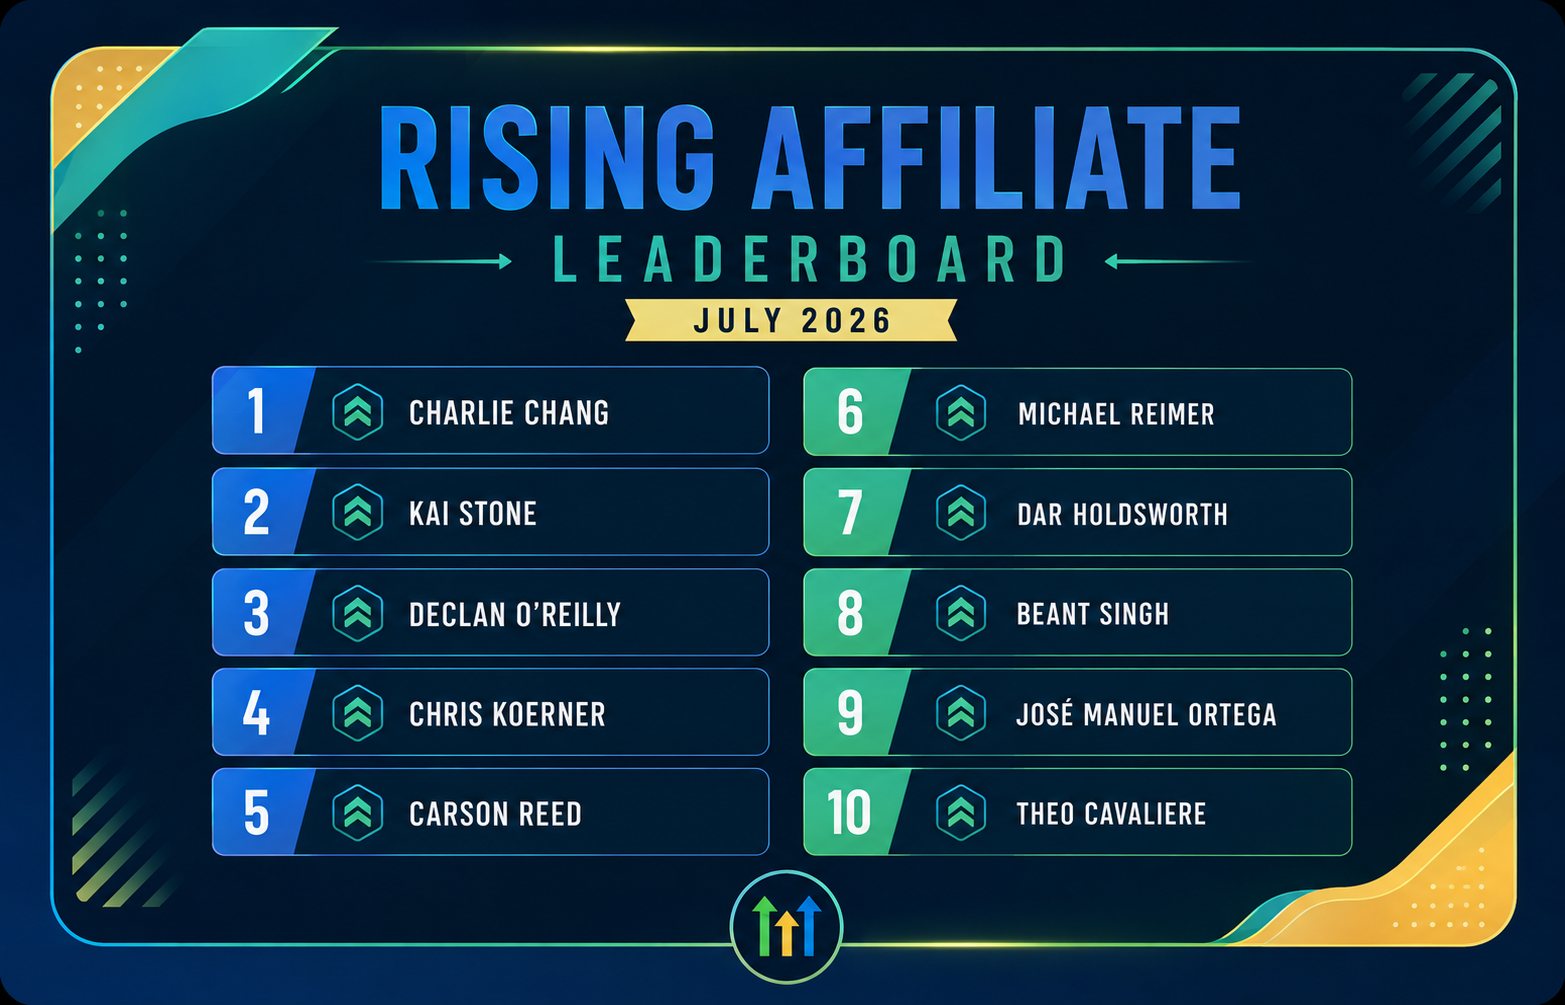 RISING AFFILIATE
LEADERBOARD
JULY 2026
1 CHARLIE CHANG
2 KAI STONE
3 DECLAN O’REILLY
4 CHRIS KOERNER
5 CARSON REED
6 MICHAEL REIMER
7 DAR HOLDSWORTH
8 BEANT SINGH
9 JOSÉ MANUEL ORTEGA
10 THEO CAVALIERE